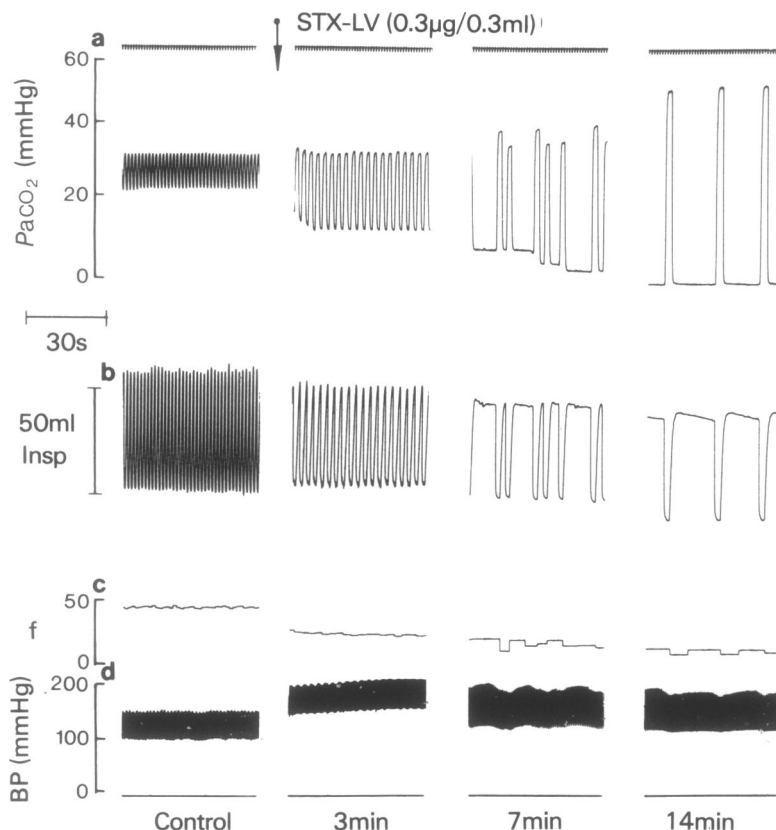 STX-LV (0.3µg/0.3ml)
a
60
40
20
0
PaCO2 (mmHg)
30s
b
50ml
Insp
c
50
f
0
d
200
100
0
BP (mmHg)
Control 3min 7min 14min